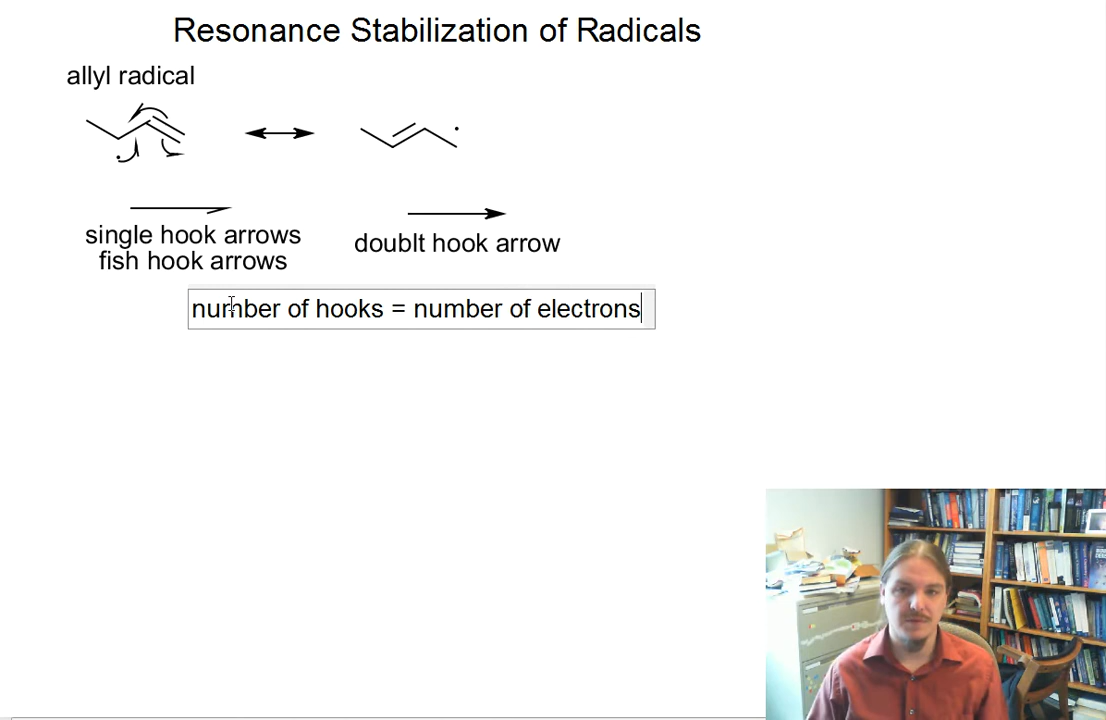 Resonance Stabilization of Radicals
allyl radical
single hook arrows
fish hook arrows
doublt hook arrow
number of hooks = number of electrons